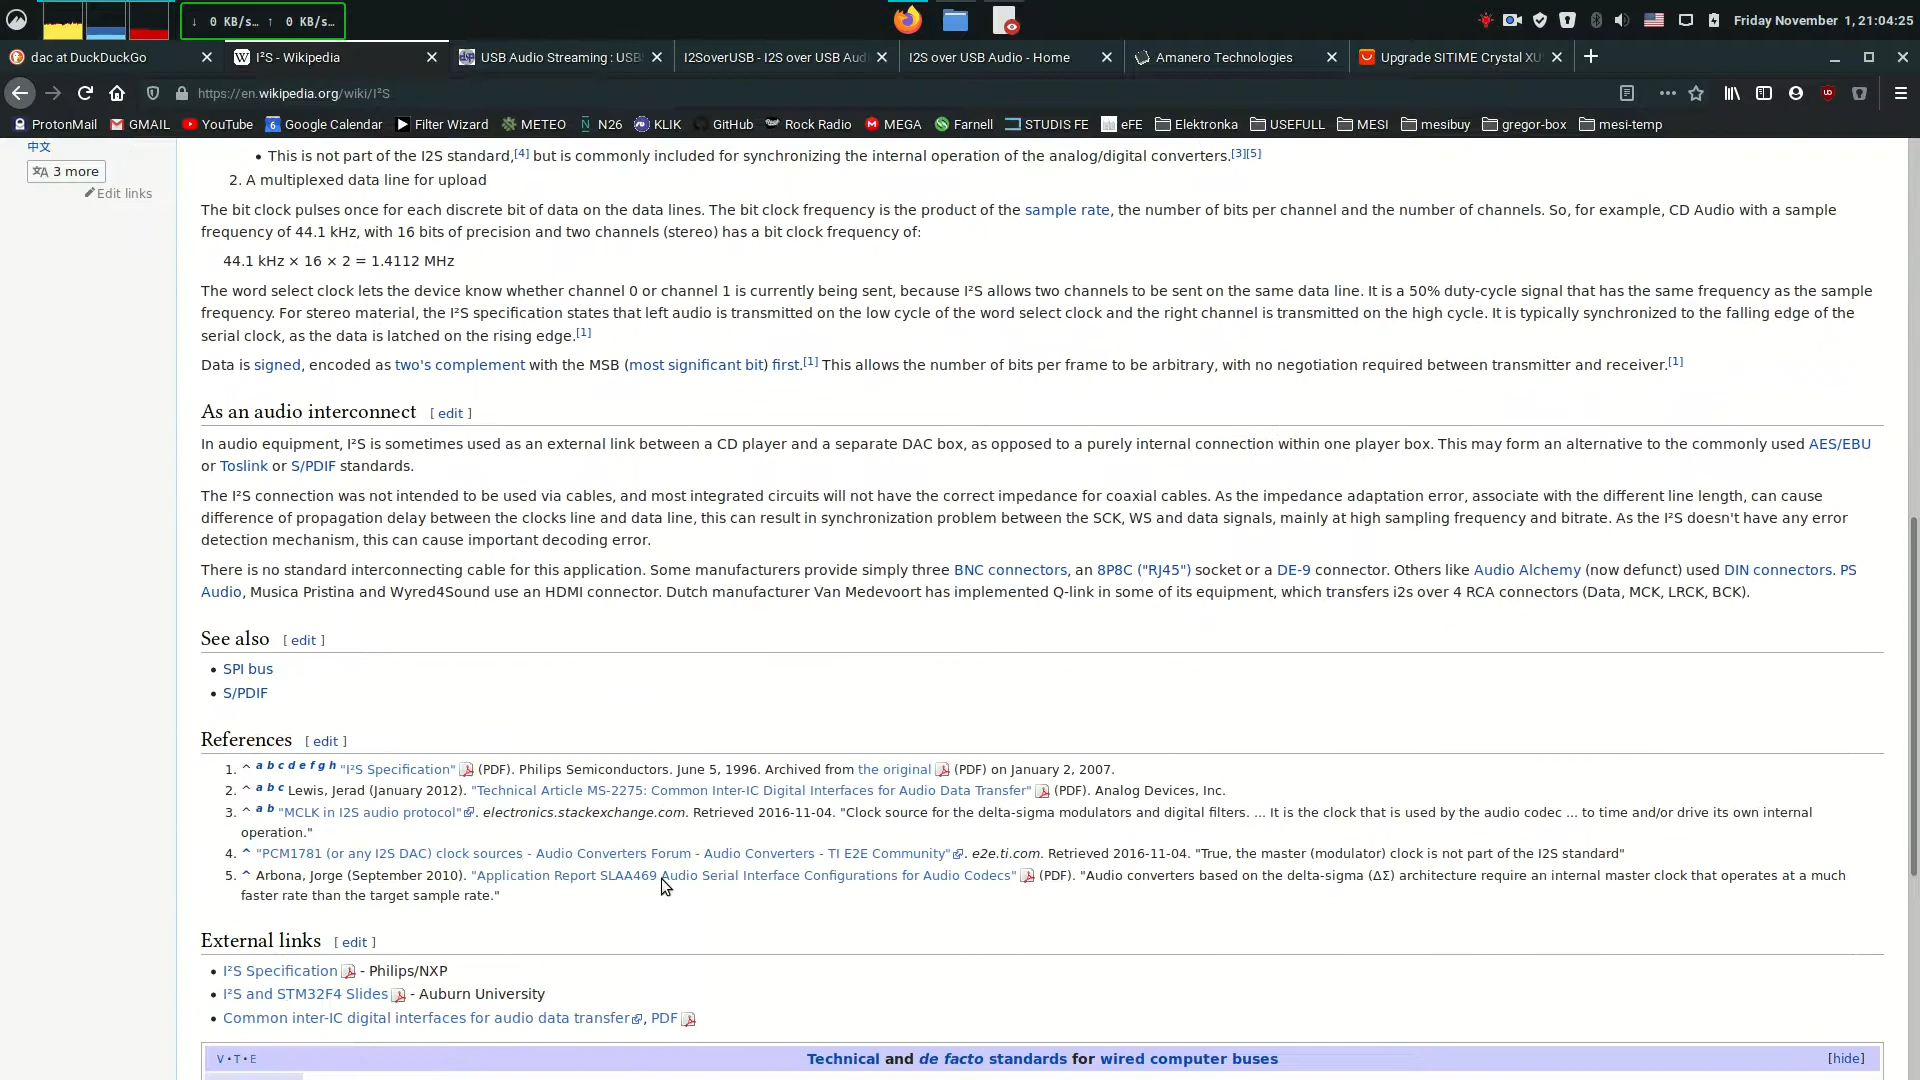 ↓ 0 KB/s... ↑ 0 KB/s...
Friday November 1, 21:04:25
dac at DuckDuckGo
I²S - Wikipedia
USB Audio Streaming : USB
I2SoverUSB - I2S over USB Aud
I2S over USB Audio - Home
Amanero Technologies
Upgrade SITIME Crystal XU
https://en.wikipedia.org/wiki/I²S
ProtonMail GMAIL YouTube Google Calendar Filter Wizard METEO N26 KLIK GitHub Rock Radio MEGA Farnell STUDIS FE eFE Elektronka USEFULL MESI mesibuy gregor-box mesi-temp
中文
3 more
Edit links
• This is not part of the I2S standard,[4] but is commonly included for synchronizing the internal operation of the analog/digital converters.[3][5]
2. A multiplexed data line for upload
The bit clock pulses once for each discrete bit of data on the data lines. The bit clock frequency is the product of the sample rate, the number of bits per channel and the number of channels. So, for example, CD Audio with a sample
frequency of 44.1 kHz, with 16 bits of precision and two channels (stereo) has a bit clock frequency of:
44.1 kHz × 16 × 2 = 1.4112 MHz
The word select clock lets the device know whether channel 0 or channel 1 is currently being sent, because I²S allows two channels to be sent on the same data line. It is a 50% duty-cycle signal that has the same frequency as the sample
frequency. For stereo material, the I²S specification states that left audio is transmitted on the low cycle of the word select clock and the right channel is transmitted on the high cycle. It is typically synchronized to the falling edge of the
serial clock, as the data is latched on the rising edge.[1]
Data is signed, encoded as two's complement with the MSB (most significant bit) first.[1] This allows the number of bits per frame to be arbitrary, with no negotiation required between transmitter and receiver.[1]
As an audio interconnect [ edit ]
In audio equipment, I²S is sometimes used as an external link between a CD player and a separate DAC box, as opposed to a purely internal connection within one player box. This may form an alternative to the commonly used AES/EBU
or Toslink or S/PDIF standards.
The I²S connection was not intended to be used via cables, and most integrated circuits will not have the correct impedance for coaxial cables. As the impedance adaptation error, associate with the different line length, can cause
difference of propagation delay between the clocks line and data line, this can result in synchronization problem between the SCK, WS and data signals, mainly at high sampling frequency and bitrate. As the I²S doesn't have any error
detection mechanism, this can cause important decoding error.
There is no standard interconnecting cable for this application. Some manufacturers provide simply three BNC connectors, an 8P8C ("RJ45") socket or a DE-9 connector. Others like Audio Alchemy (now defunct) used DIN connectors. PS
Audio, Musica Pristina and Wyred4Sound use an HDMI connector. Dutch manufacturer Van Medevoort has implemented Q-link in some of its equipment, which transfers i2s over 4 RCA connectors (Data, MCK, LRCK, BCK).
See also [ edit ]
• SPI bus
• S/PDIF
References [ edit ]
1. ^ a b c d e f g h "I²S Specification" (PDF). Philips Semiconductors. June 5, 1996. Archived from the original (PDF) on January 2, 2007.
2. ^ a b c Lewis, Jerad (January 2012). "Technical Article MS-2275: Common Inter-IC Digital Interfaces for Audio Data Transfer" (PDF). Analog Devices, Inc.
3. ^ a b "MCLK in I2S audio protocol". electronics.stackexchange.com. Retrieved 2016-11-04. "Clock source for the delta-sigma modulators and digital filters. ... It is the clock that is used by the audio codec ... to time and/or drive its own internal
operation."
4. ^ "PCM1781 (or any I2S DAC) clock sources - Audio Converters Forum - Audio Converters - TI E2E Community". e2e.ti.com. Retrieved 2016-11-04. "True, the master (modulator) clock is not part of the I2S standard"
5. ^ Arbona, Jorge (September 2010). "Application Report SLAA469 Audio Serial Interface Configurations for Audio Codecs" (PDF). "Audio converters based on the delta-sigma (ΔΣ) architecture require an internal master clock that operates at a much
faster rate than the target sample rate."
External links [ edit ]
• I²S Specification - Philips/NXP
• I²S and STM32F4 Slides - Auburn University
• Common inter-IC digital interfaces for audio data transfer, PDF
V • T • E Technical and de facto standards for wired computer buses [hide]